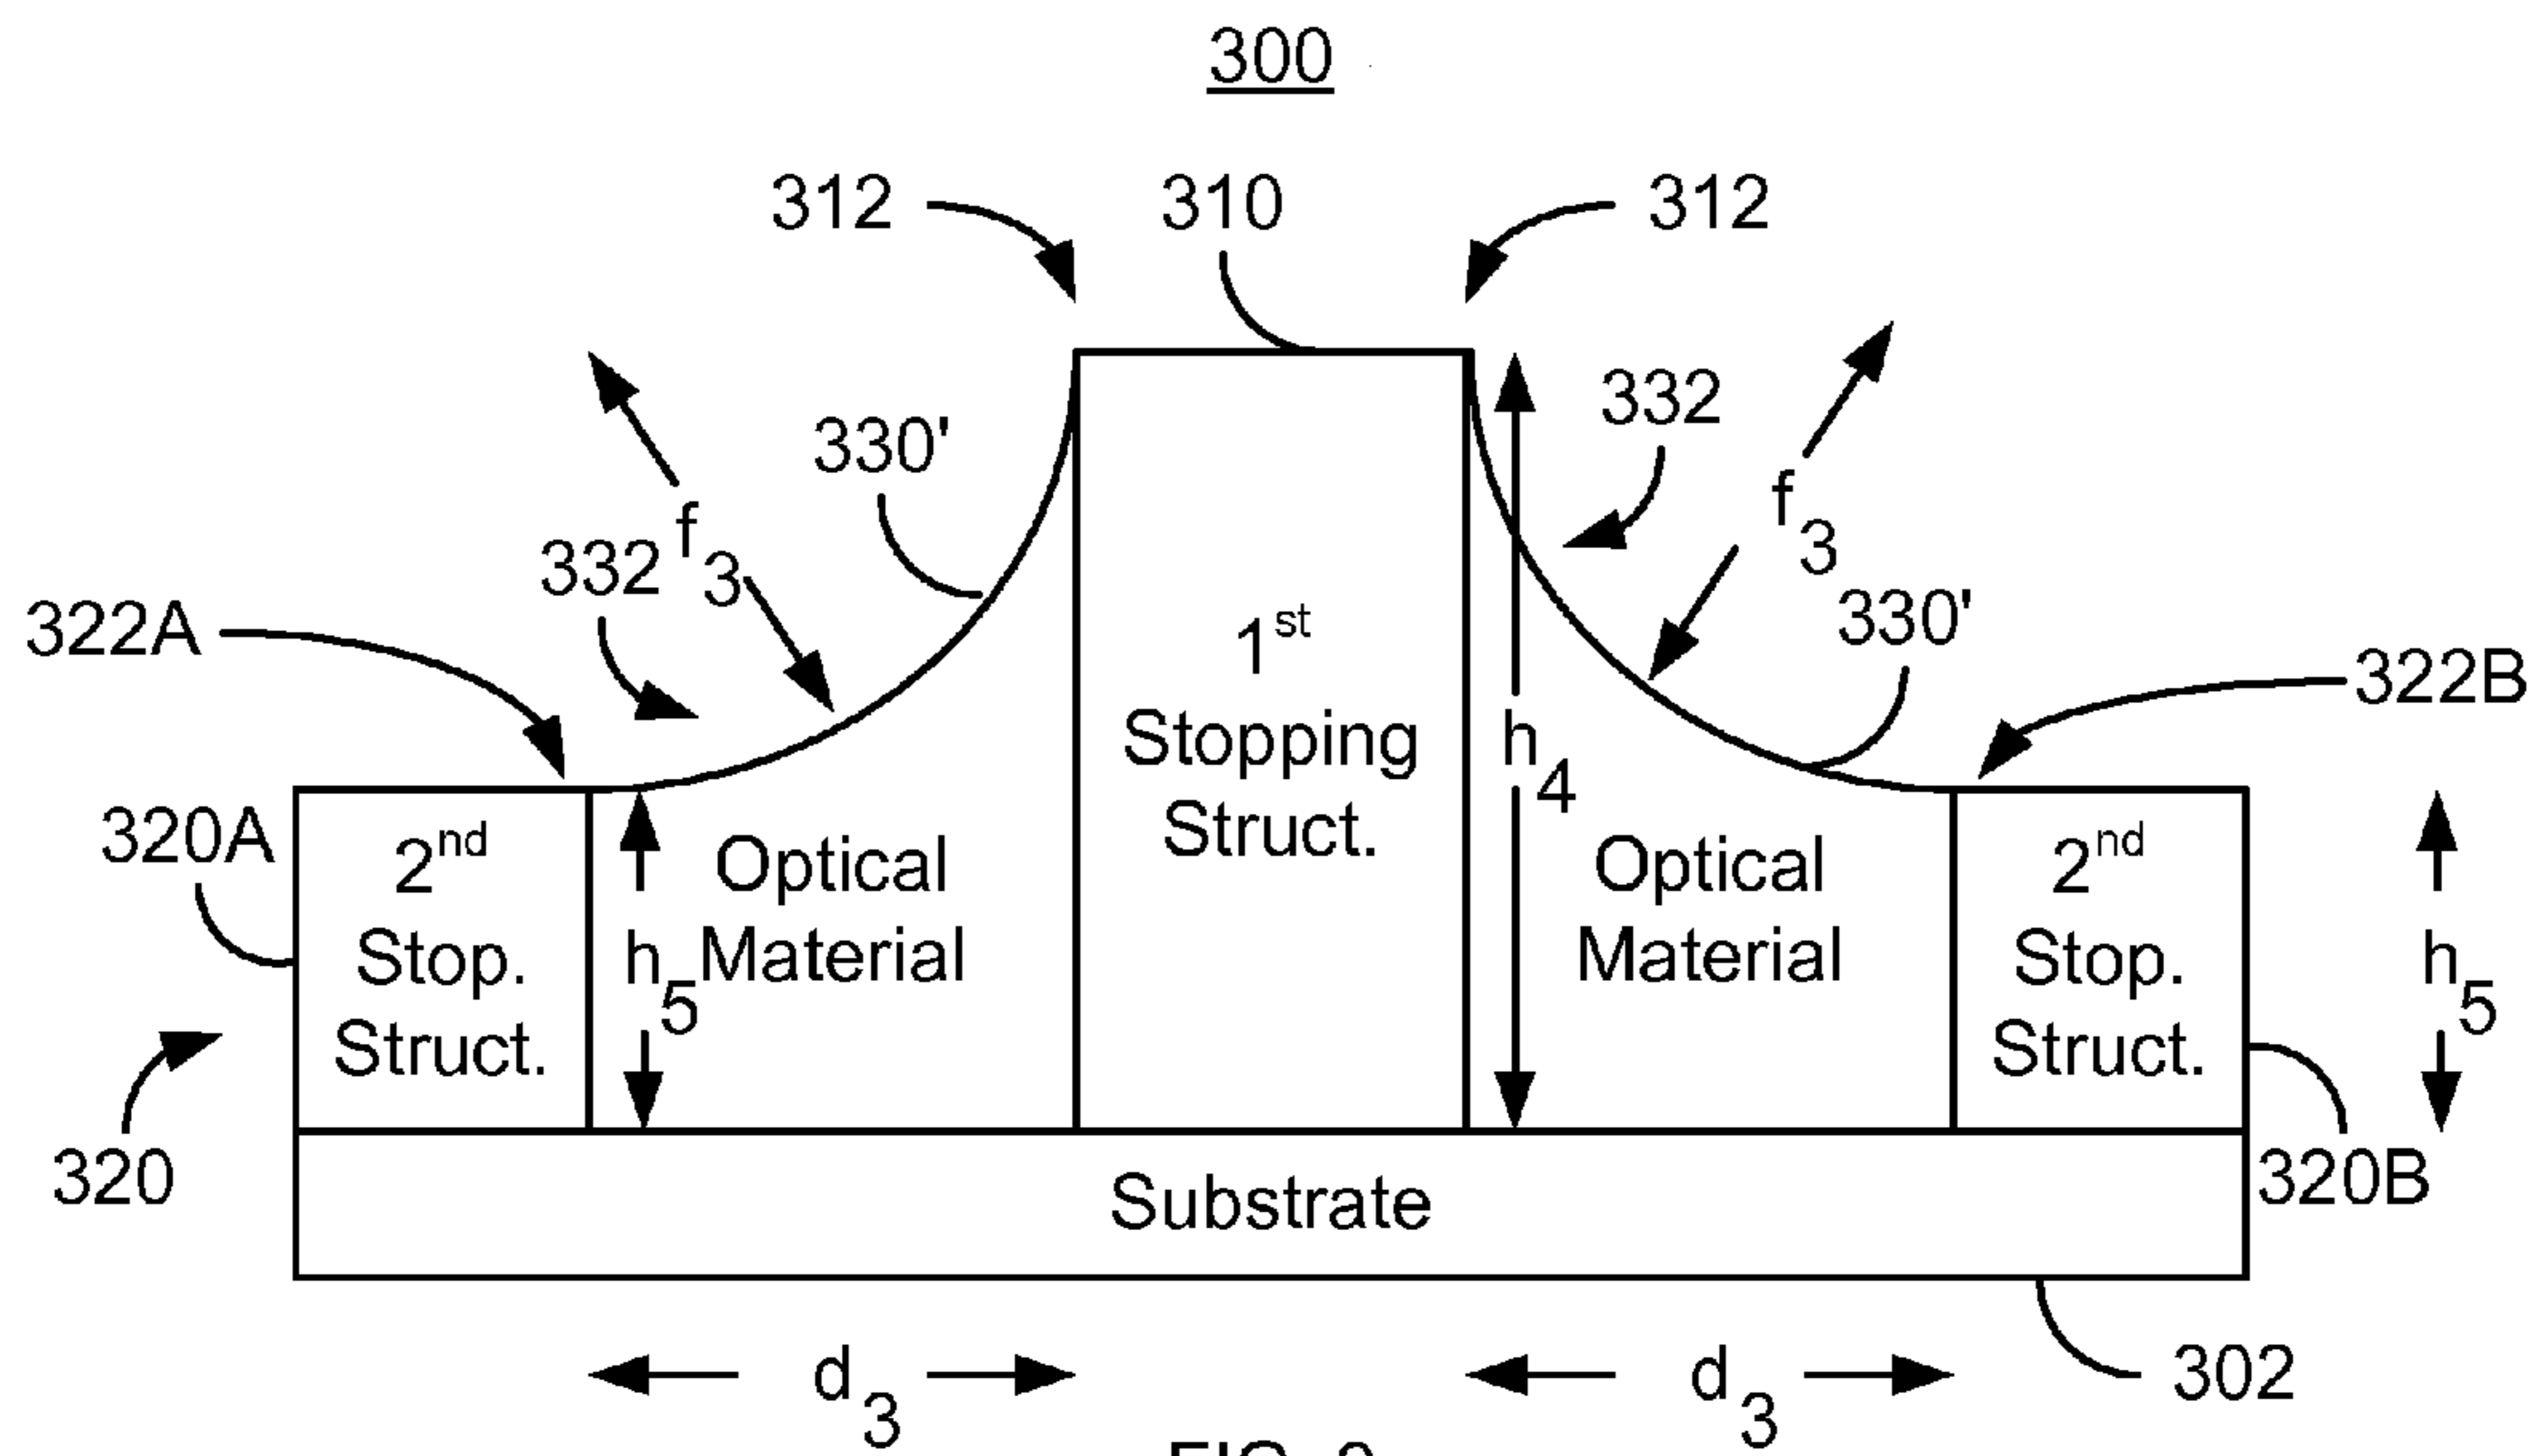 300
312
310
312
332
330'
f3
f3
332
330'
322A
322B
1st
Stopping
Struct.
h4
320A
2nd
Stop.
Struct.
h5
Optical
Material
Optical
Material
2nd
Stop.
Struct.
h5
320
320B
Substrate
302
d3
d3